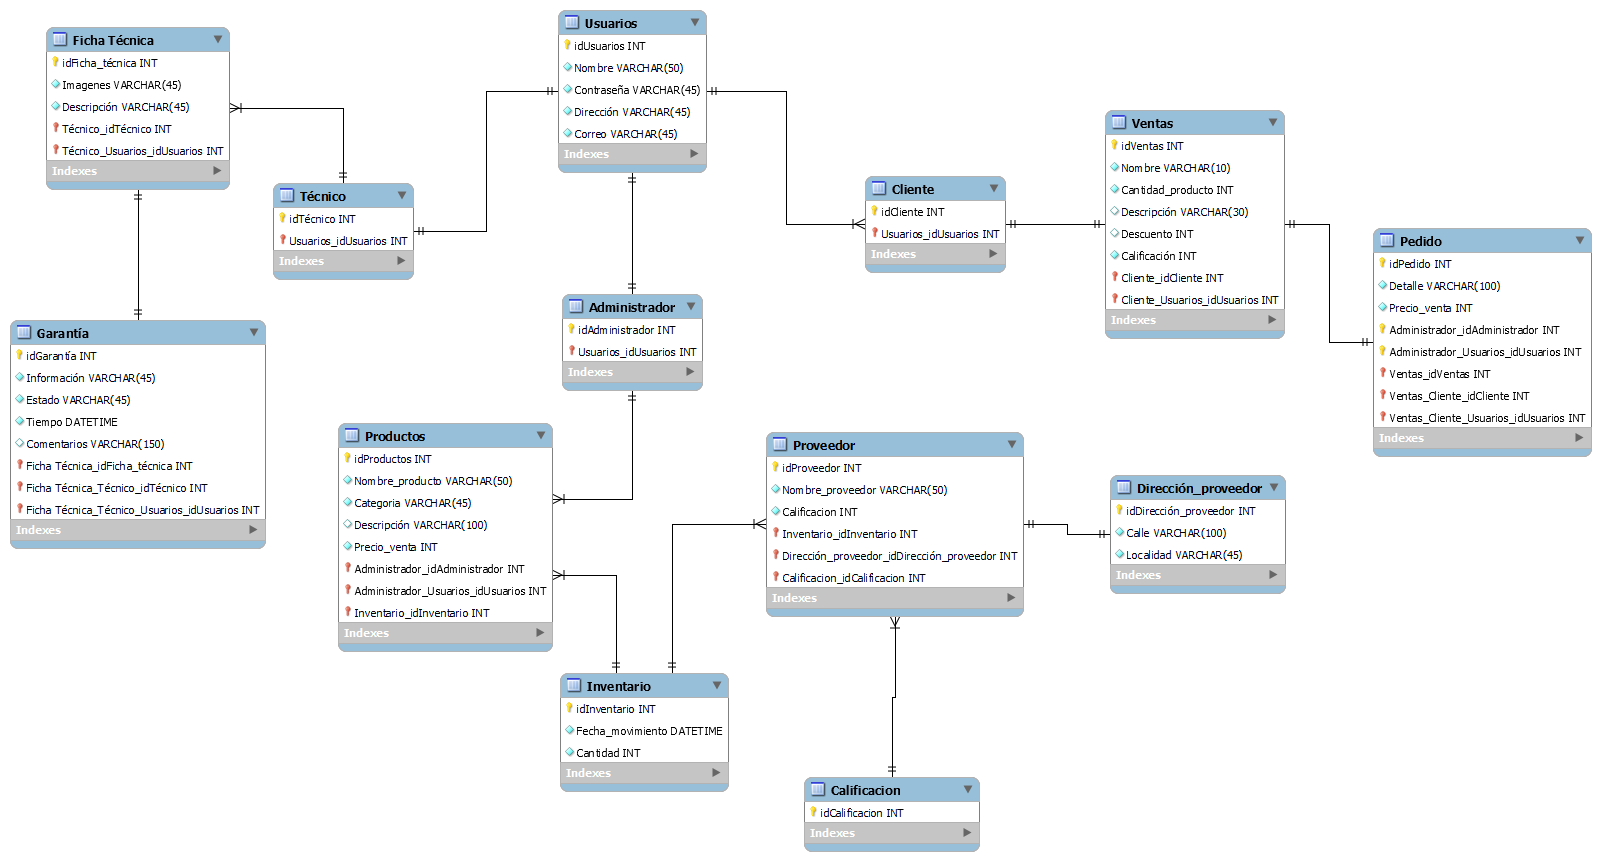 Ficha Técnica
idFicha_técnica INT
Imagenes VARCHAR(45)
Descripción VARCHAR(45)
Técnico_idTécnico INT
Técnico_Usuarios_idUsuarios INT
Indexes
Usuarios
idUsuarios INT
Nombre VARCHAR(50)
Contraseña VARCHAR(45)
Dirección VARCHAR(45)
Correo VARCHAR(45)
Indexes
Técnico
idTécnico INT
Usuarios_idUsuarios INT
Indexes
Cliente
idCliente INT
Usuarios_idUsuarios INT
Indexes
Ventas
idVentas INT
Nombre VARCHAR(10)
Cantidad_producto INT
Descripción VARCHAR(30)
Descuento INT
Calificación INT
Cliente_idCliente INT
Cliente_Usuarios_idUsuarios INT
Indexes
Pedido
idPedido INT
Detalle VARCHAR(100)
Precio_venta INT
Administrador_idAdministrador INT
Administrador_Usuarios_idUsuarios INT
Ventas_idVentas INT
Ventas_Cliente_idCliente INT
Ventas_Cliente_Usuarios_idUsuarios INT
Indexes
Administrador
idAdministrador INT
Usuarios_idUsuarios INT
Indexes
Garantía
idGarantía INT
Información VARCHAR(45)
Estado VARCHAR(45)
Tiempo DATETIME
Comentarios VARCHAR(150)
Ficha Técnica_idFicha_técnica INT
Ficha Técnica_Técnico_idTécnico INT
Ficha Técnica_Técnico_Usuarios_idUsuarios INT
Indexes
Productos
idProductos INT
Nombre_producto VARCHAR(50)
Categoria VARCHAR(45)
Descripción VARCHAR(100)
Precio_venta INT
Administrador_idAdministrador INT
Administrador_Usuarios_idUsuarios INT
Inventario_idInventario INT
Indexes
Proveedor
idProveedor INT
Nombre_proveedor VARCHAR(50)
Calificacion INT
Inventario_idInventario INT
Dirección_proveedor_idDirección_proveedor INT
Calificacion_idCalificacion INT
Indexes
Dirección_proveedor
idDirección_proveedor INT
Calle VARCHAR(100)
Localidad VARCHAR(45)
Indexes
Inventario
idInventario INT
Fecha_movimiento DATETIME
Cantidad INT
Indexes
Calificacion
idCalificacion INT
Indexes